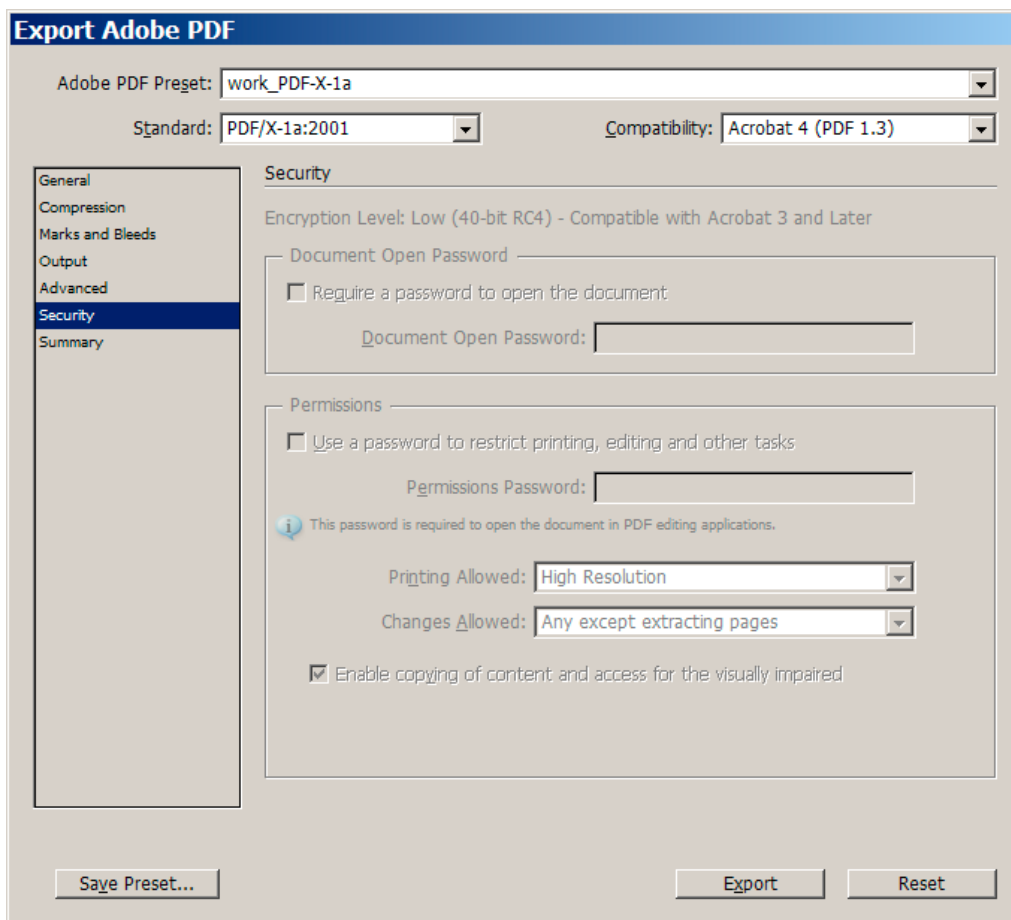 Export Adobe PDF
Adobe PDF Preset: work_PDF-X-1a
Standard: PDF/X-1a:2001 Compatibility: Acrobat 4 (PDF 1.3)
General
Compression
Marks and Bleeds
Output
Advanced
Security
Summary
Security
Encryption Level: Low (40-bit RC4) - Compatible with Acrobat 3 and Later
Document Open Password
Require a password to open the document
Document Open Password:
Permissions
Use a password to restrict printing, editing and other tasks
Permissions Password:
This password is required to open the document in PDF editing applications.
Printing Allowed: High Resolution
Changes Allowed: Any except extracting pages
Enable copying of content and access for the visually impaired
Save Preset... Export Reset